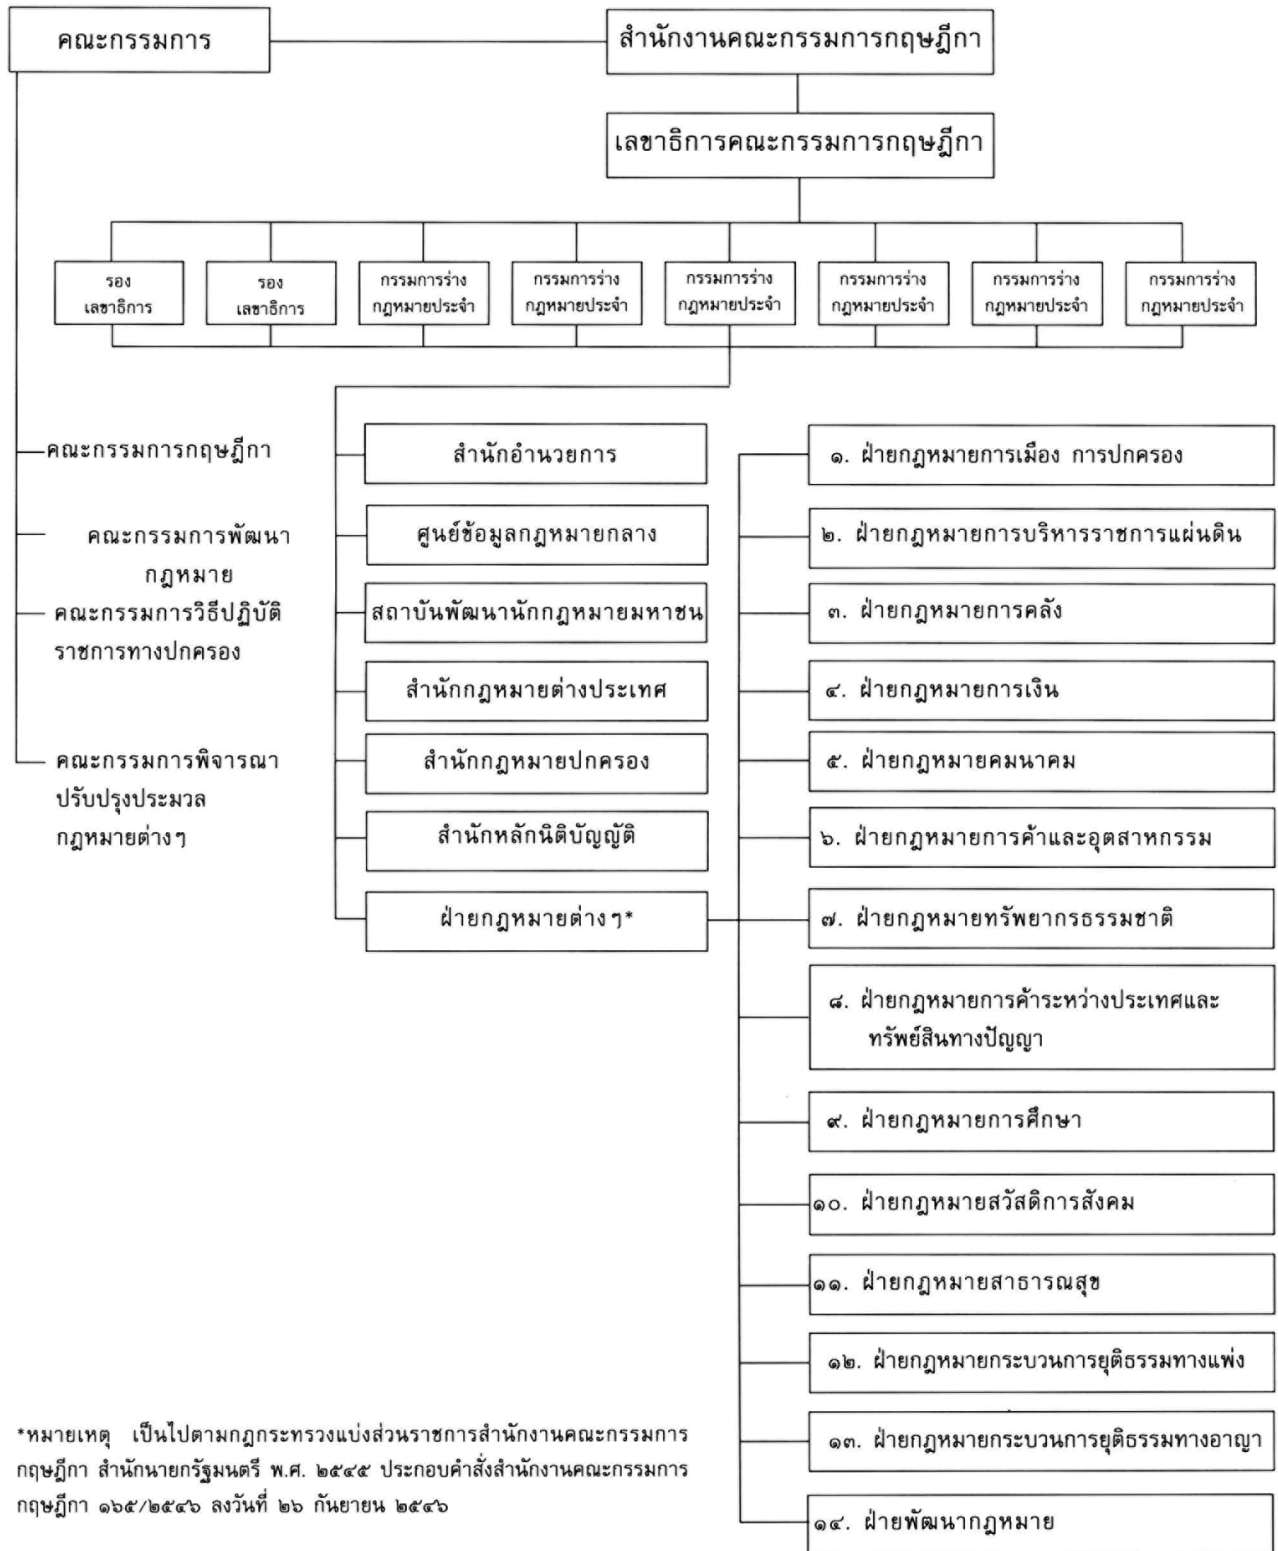 คณะกรรมการ
สำนักงานคณะกรรมการกฤษฎีกา
เลขาธิการคณะกรรมการกฤษฎีกา
รอง
เลขาธิการ
รอง
เลขาธิการ
กรรมการร่าง
กฎหมายประจำ
กรรมการร่าง
กฎหมายประจำ
กรรมการร่าง
กฎหมายประจำ
กรรมการร่าง
กฎหมายประจำ
กรรมการร่าง
กฎหมายประจำ
กรรมการร่าง
กฎหมายประจำ
คณะกรรมการกฤษฎีกา
คณะกรรมการพัฒนา
กฎหมาย
คณะกรรมการวิธีปฏิบัติ
ราชการทางปกครอง
คณะกรรมการพิจารณา
ปรับปรุงประมวล
กฎหมายต่างๆ
สำนักอำนวยการ
ศูนย์ข้อมูลกฎหมายกลาง
สถาบันพัฒนานักกฎหมายมหาชน
สำนักกฎหมายต่างประเทศ
สำนักกฎหมายปกครอง
สำนักหลักนิติบัญญัติ
ฝ่ายกฎหมายต่างๆ*
๑. ฝ่ายกฎหมายการเมือง การปกครอง
๒. ฝ่ายกฎหมายการบริหารราชการแผ่นดิน
๓. ฝ่ายกฎหมายการคลัง
๔. ฝ่ายกฎหมายการเงิน
๕. ฝ่ายกฎหมายคมนาคม
๖. ฝ่ายกฎหมายการค้าและอุตสาหกรรม
๗. ฝ่ายกฎหมายทรัพยากรธรรมชาติ
๘. ฝ่ายกฎหมายการค้าระหว่างประเทศและ
ทรัพย์สินทางปัญญา
๙. ฝ่ายกฎหมายการศึกษา
๑๐. ฝ่ายกฎหมายสวัสดิการสังคม
๑๑. ฝ่ายกฎหมายสาธารณสุข
๑๒. ฝ่ายกฎหมายกระบวนการยุติธรรมทางแพ่ง
๑๓. ฝ่ายกฎหมายกระบวนการยุติธรรมทางอาญา
๑๔. ฝ่ายพัฒนากฎหมาย
*หมายเหตุ เป็นไปตามกฎกระทรวงแบ่งส่วนราชการสำนักงานคณะกรรมการ
กฤษฎีกา สำนักนายกรัฐมนตรี พ.ศ. ๒๕๔๕ ประกอบคำสั่งสำนักงานคณะกรรมการ
กฤษฎีกา ๑๖๕/๒๕๔๖ ลงวันที่ ๒๖ กันยายน ๒๕๔๖